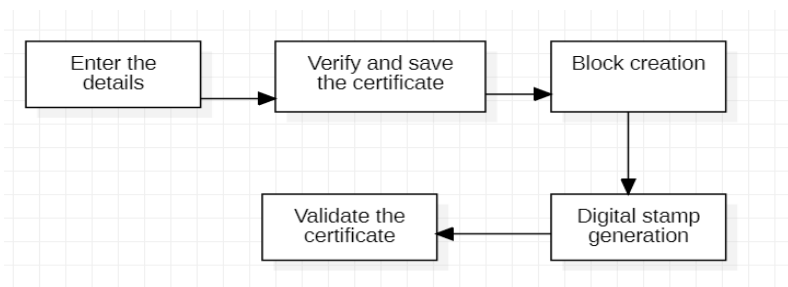 Enter the
details
Verify and save
the certificate
Block creation
Validate the
certificate
Digital stamp
generation